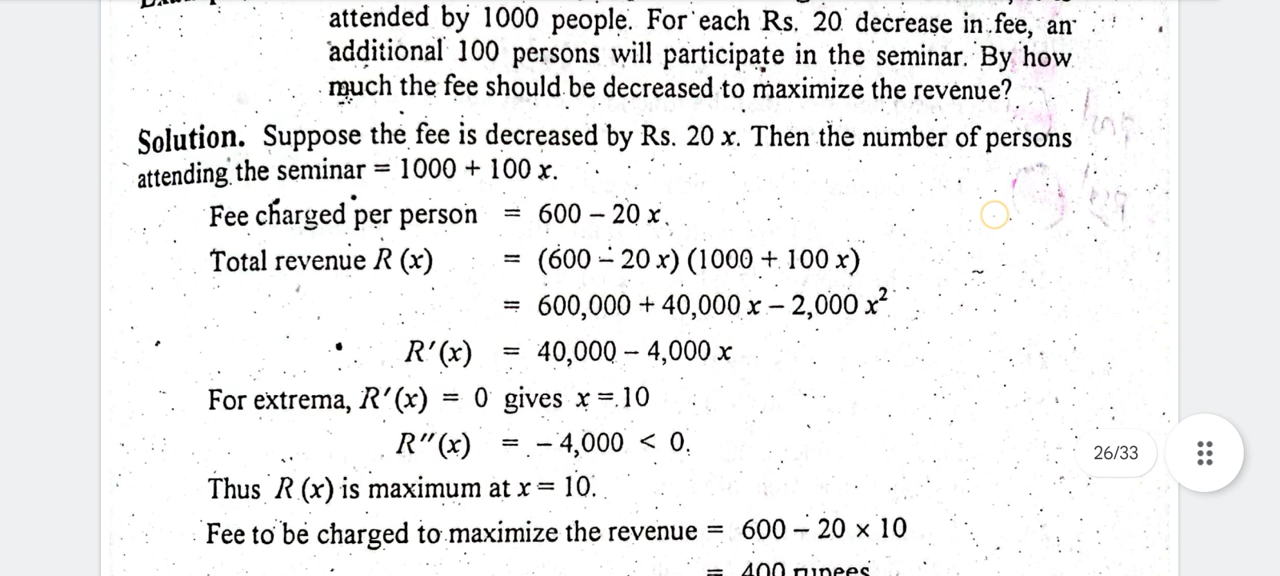 attended by 1000 people. For each Rs. 20 decrease in fee, an
additional 100 persons will participate in the seminar. By how
much the fee should be decreased to maximize the revenue?
Solution. Suppose the fee is decreased by Rs. 20 x. Then the number of persons
attending the seminar = 1000 + 100 x.
Fee charged per person = 600 – 20 x.
Total revenue R (x) = (600 – 20 x) (1000 + 100 x)
= 600,000 + 40,000 x – 2,000 x²
R′(x) = 40,000 – 4,000 x
For extrema, R′(x) = 0 gives x = 10
R″(x) = – 4,000 < 0.
26/33
Thus R (x) is maximum at x = 10.
Fee to be charged to maximize the revenue = 600 – 20 × 10
= 400 rupees